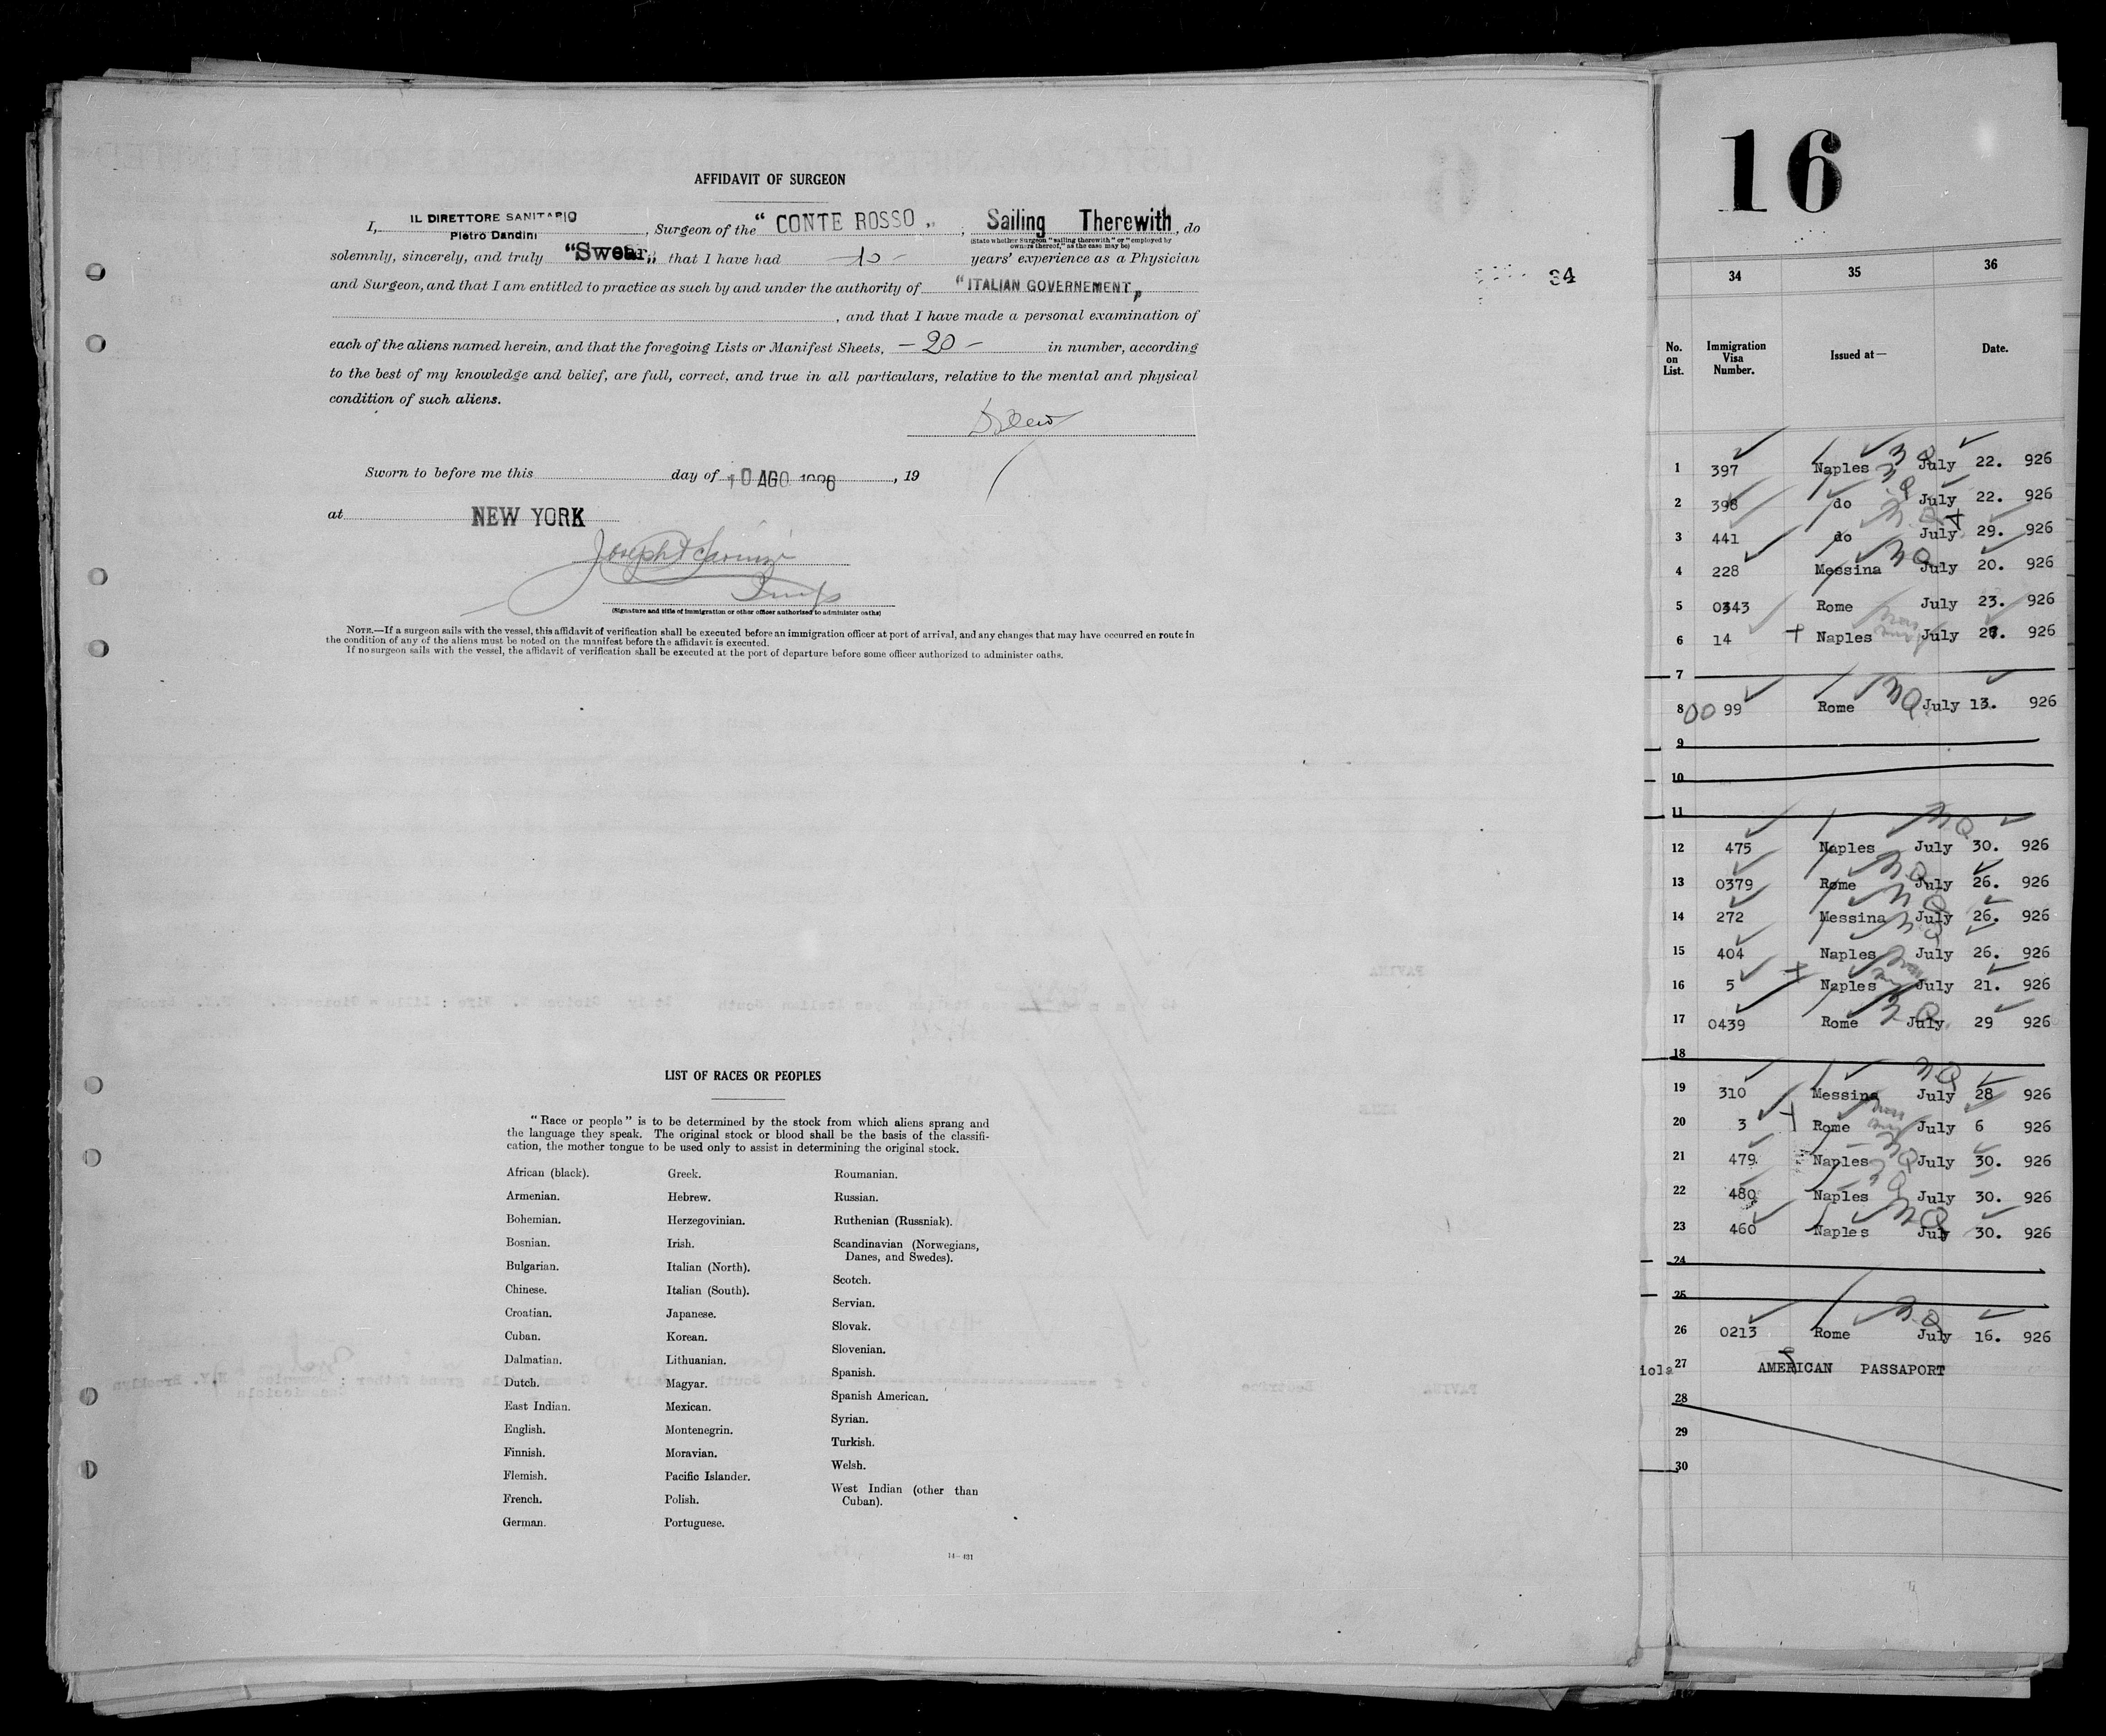 AFFIDAVIT OF SURGEON
IL DIRETTORE SANITARIO
Pietro Dandini
I, , Surgeon of the “ CONTE ROSSO „ , Sailing Therewith , do
(State whether Surgeon “sailing therewith” or “employed by
owners thereof,” as the case may be)
solemnly, sincerely, and truly “Swear„ that I have had -10- years' experience as a Physician
and Surgeon, and that I am entitled to practice as such by and under the authority of “ITALIAN GOVERNEMENT„
, and that I have made a personal examination of
each of the aliens named herein, and that the foregoing Lists or Manifest Sheets, -20- in number, according
to the best of my knowledge and belief, are full, correct, and true in all particulars, relative to the mental and physical
condition of such aliens.
Sworn to before me this day of 10 AGO 1926 , 19
at NEW YORK
(Signature and title of immigration or other officer authorized to administer oaths)
NOTE.—If a surgeon sails with the vessel, this affidavit of verification shall be executed before an immigration officer at port of arrival, and any changes that may have occurred en route in
the condition of any of the aliens must be noted on the manifest before the affidavit is executed.
If no surgeon sails with the vessel, the affidavit of verification shall be executed at the port of departure before some officer authorized to administer oaths.
34
LIST OF RACES OR PEOPLES
“Race or people” is to be determined by the stock from which aliens sprang and
the language they speak. The original stock or blood shall be the basis of the classifi-
cation, the mother tongue to be used only to assist in determining the original stock.
African (black).
Armenian.
Bohemian.
Bosnian.
Bulgarian.
Chinese.
Croatian.
Cuban.
Dalmatian.
Dutch.
East Indian.
English.
Finnish.
Flemish.
French.
German.
Greek.
Hebrew.
Herzegovinian.
Irish.
Italian (North).
Italian (South).
Japanese.
Korean.
Lithuanian.
Magyar.
Mexican.
Montenegrin.
Moravian.
Pacific Islander.
Polish.
Portuguese.
Roumanian.
Russian.
Ruthenian (Russniak).
Scandinavian (Norwegians,
Danes, and Swedes).
Scotch.
Servian.
Slovak.
Slovenian.
Spanish.
Spanish American.
Syrian.
Turkish.
Welsh.
West Indian (other than
Cuban).
14—431
16
34 35 36
No. on List. Immigration Visa Number. Issued at— Date.
1 397 Naples N Q July 22. 926
2 398 do N Q July 22. 926
3 441 do N Q July 29. 926
4 228 Messina N Q July 20. 926
5 0343 Rome July 23. 926
6 14 Naples July 27. 926
7
8 00 99 Rome N Q July 13. 926
9
10
11
12 475 Naples N Q July 30. 926
13 0379 Rome N Q July 26. 926
14 272 Messina N Q July 26. 926
15 404 Naples N Q July 26. 926
16 5 Naples July 21. 926
17 0439 Rome N Q July 29 926
18
19 310 Messina N Q July 28 926
20 3 Rome July 6 926
21 479 Naples N Q July 30. 926
22 480 Naples N Q July 30. 926
23 460 Naples N Q July 30. 926
24
25
26 0213 Rome N Q July 16. 926
iola 27 AMERICAN PASSAPORT
28
29
30